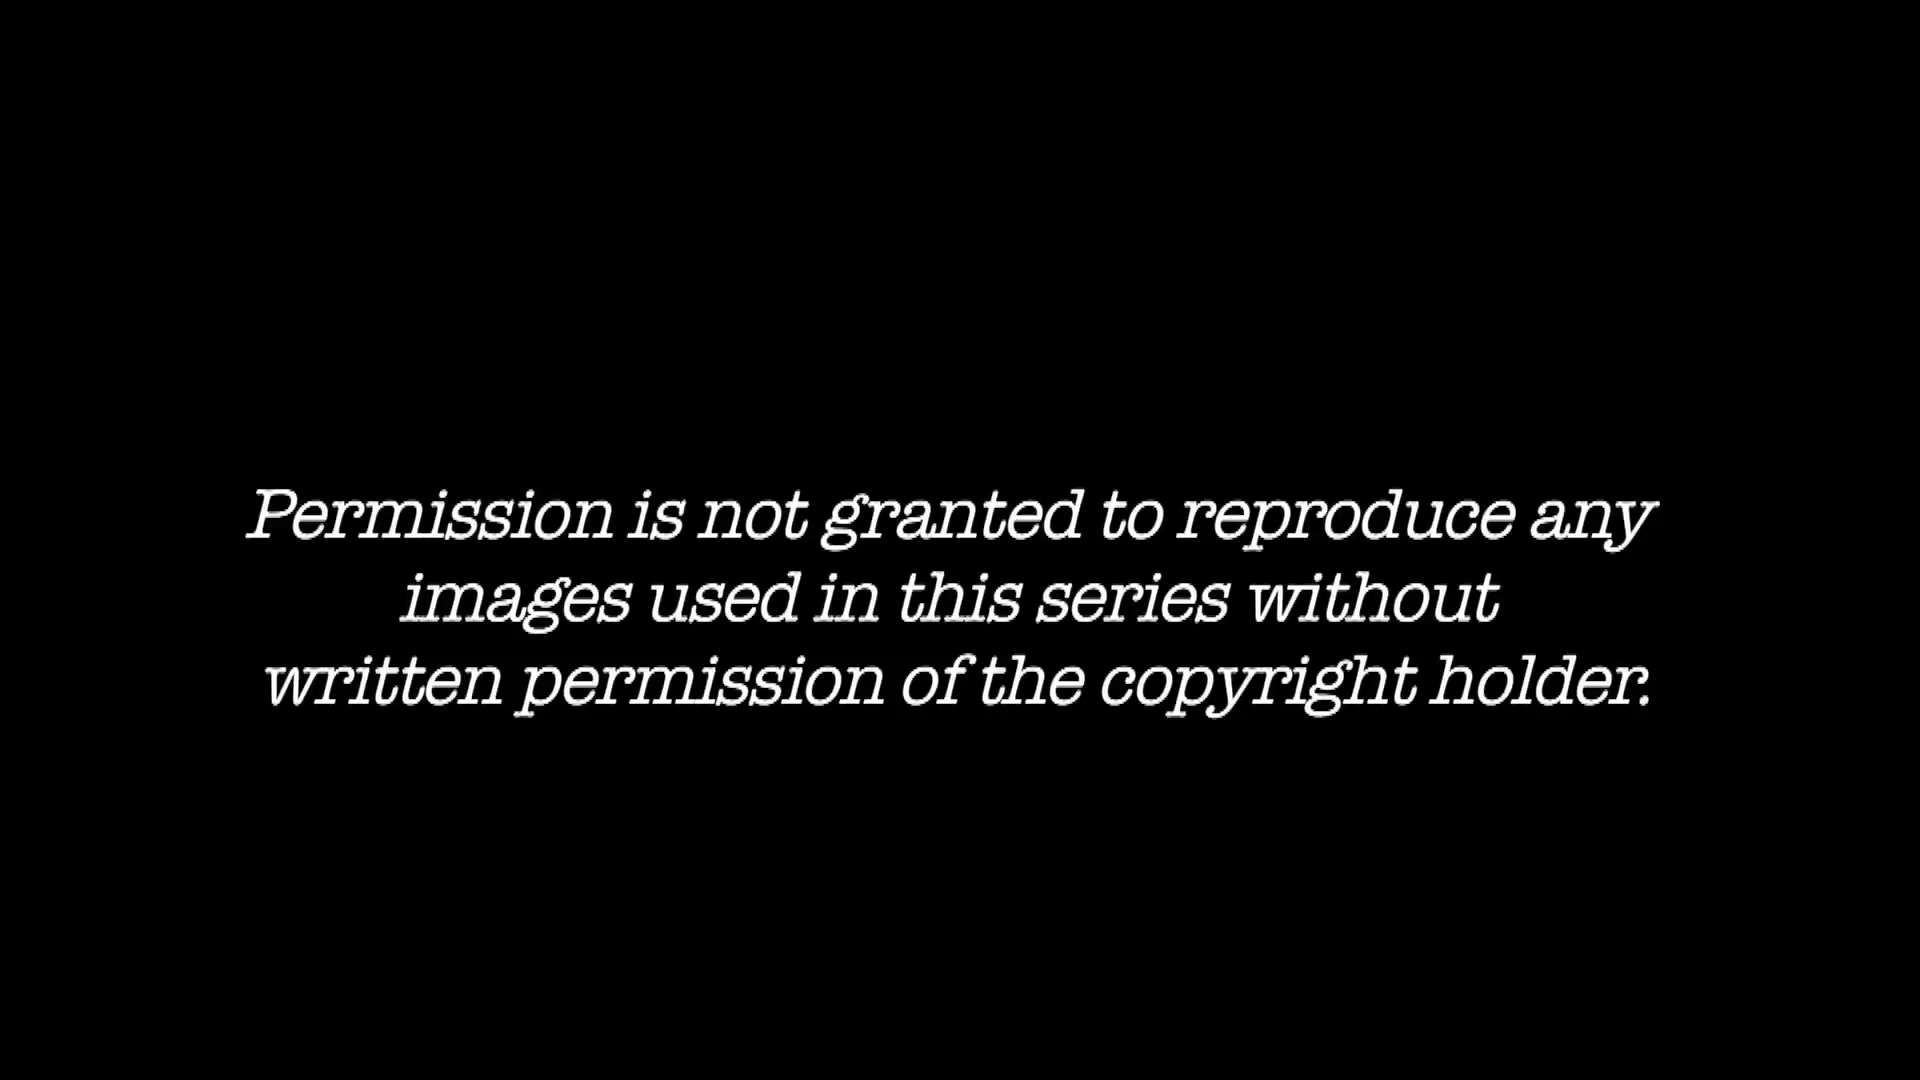 Permission is not granted to reproduce any
images used in this series without
written permission of the copyright holder.